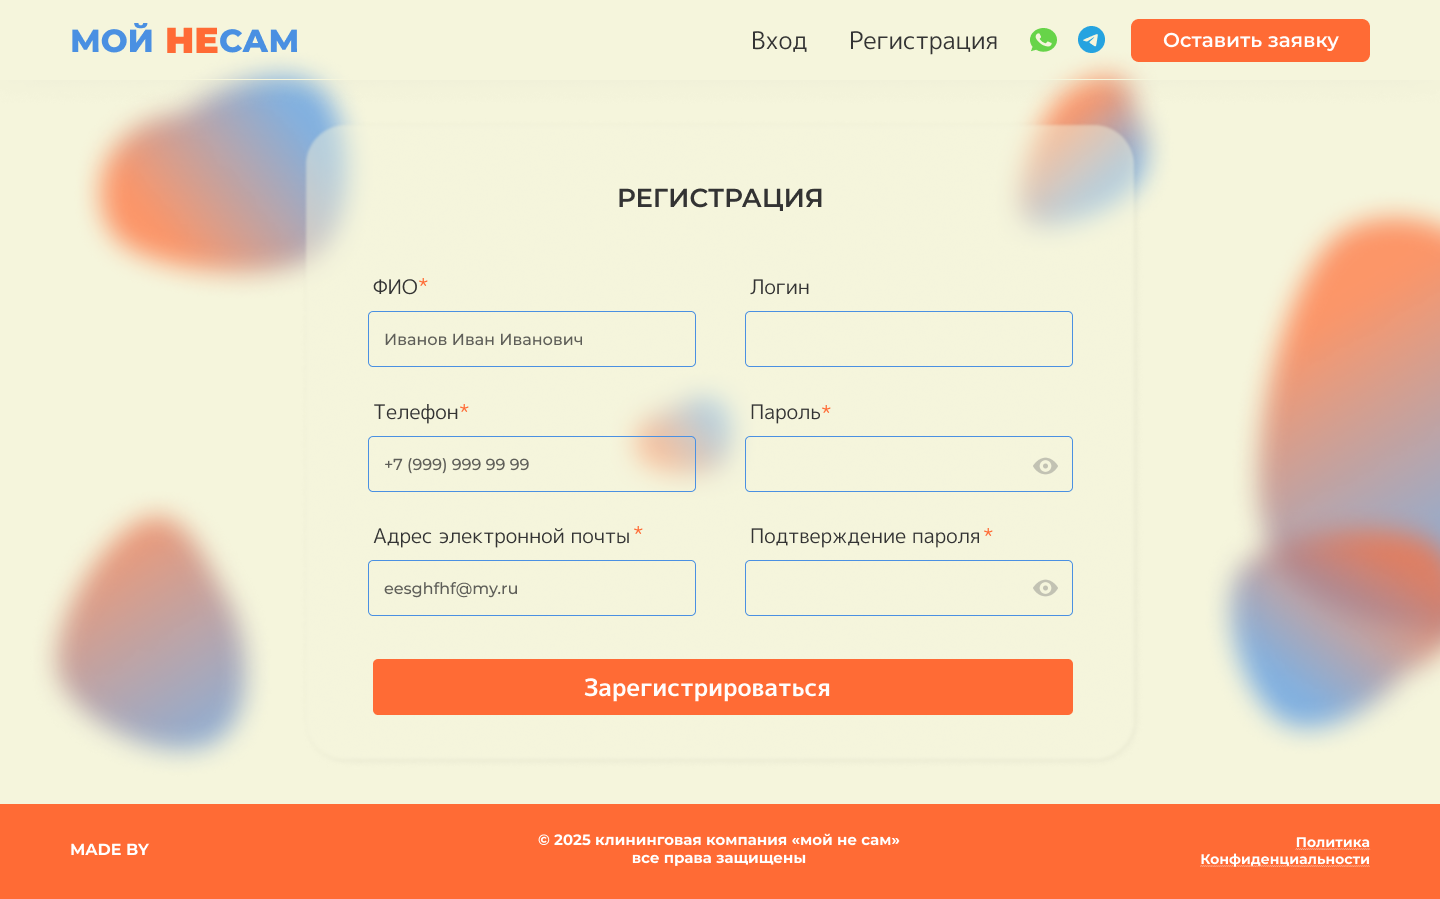 МОЙ НЕСАМ
Вход
Регистрация
Оставить заявку
РЕГИСТРАЦИЯ
ФИО*
Логин
Иванов Иван Иванович
Телефон*
Пароль*
+7 (999) 999 99 99
Адрес электронной почты *
Подтверждение пароля *
eesghfhf@my.ru
Зарегистрироваться
MADE BY
© 2025 клининговая компания «мой не сам»
все права защищены
Политика
Конфиденциальности